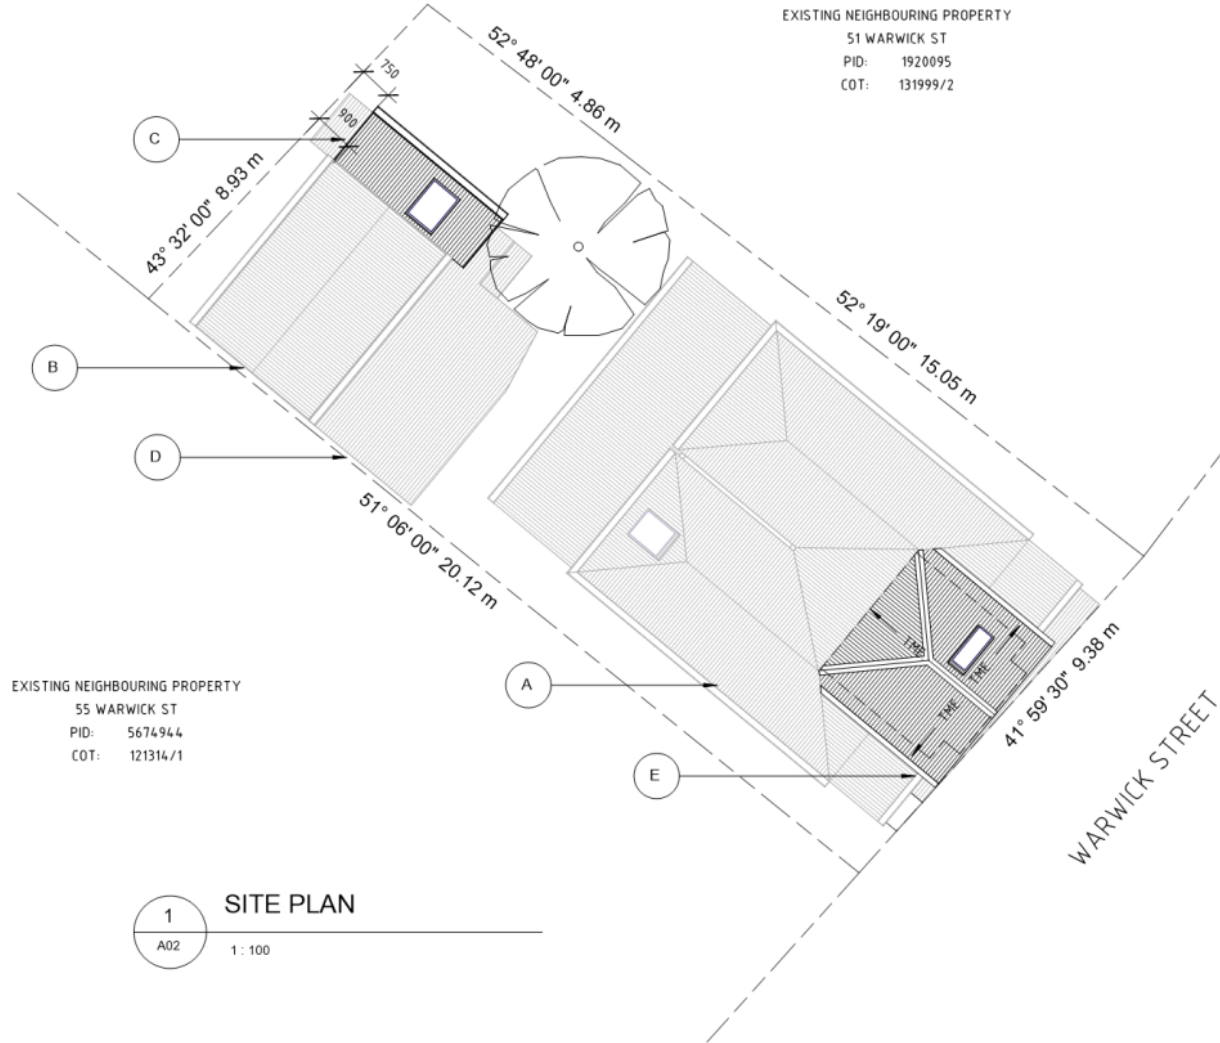 EXISTING NEIGHBOURING PROPERTY
51 WARWICK ST
PID: 1920095
COT: 131999/2
52° 48' 00" 4.86 m
750
900
C
43° 32' 00" 8.93 m
52° 19' 00" 15.05 m
B
D
51° 06' 00" 20.12 m
TMF
TMF
TMF
41° 59' 30" 9.38 m
A
E
WARWICK STREET
EXISTING NEIGHBOURING PROPERTY
55 WARWICK ST
PID: 5674944
COT: 121314/1
1
A02
SITE PLAN
1 : 100